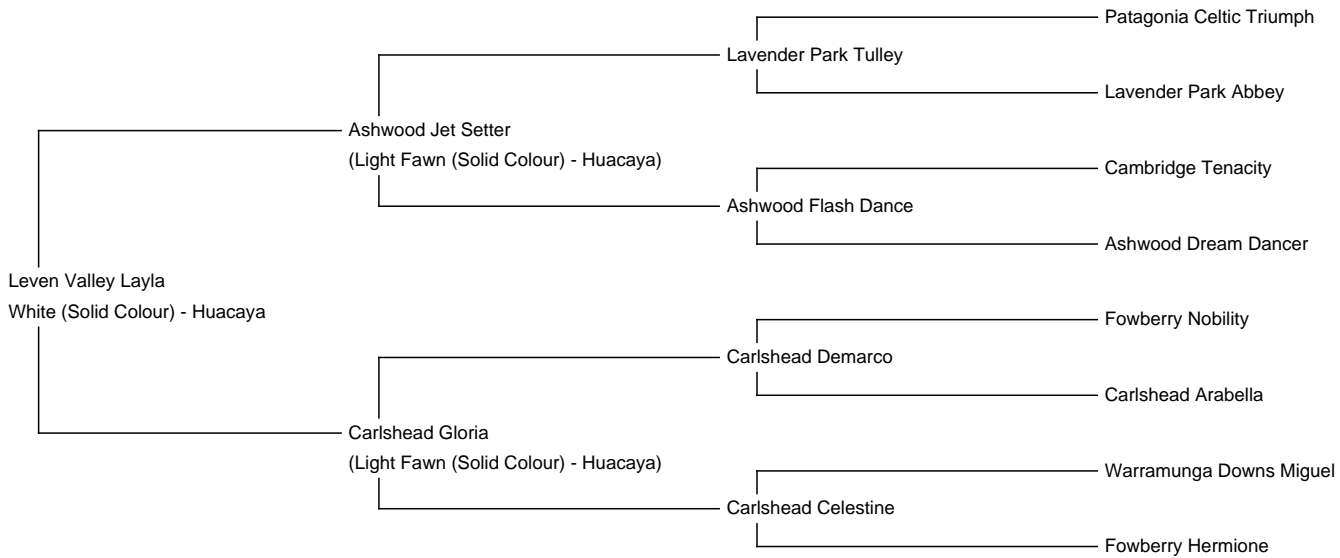 Patagonia Celtic Triumph
Lavender Park Tulley
Lavender Park Abbey
Ashwood Jet Setter
(Light Fawn (Solid Colour) - Huacaya)
Cambridge Tenacity
Ashwood Flash Dance
Ashwood Dream Dancer
Leven Valley Layla
White (Solid Colour) - Huacaya
Fowberry Nobility
Carlshead Demarco
Carlshead Arabella
Carlshead Gloria
(Light Fawn (Solid Colour) - Huacaya)
Warramunga Downs Miguel
Carlshead Celestine
Fowberry Hermione